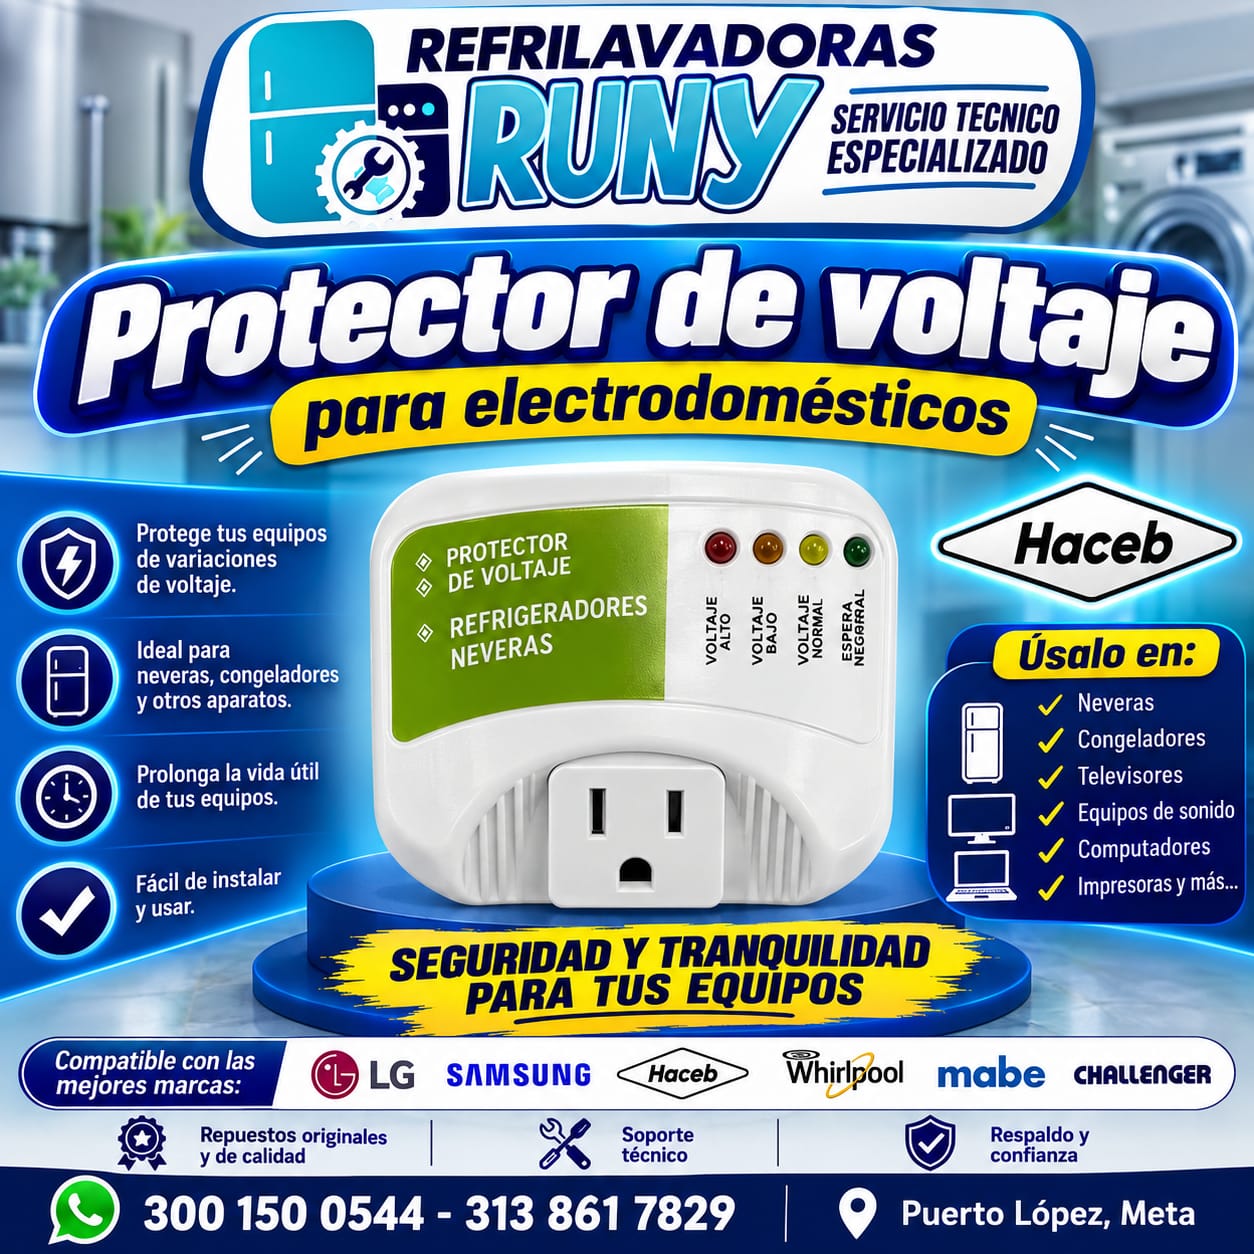 REFRILAVADORAS
RUNY
SERVICIO TECNICO
ESPECIALIZADO
Protector de voltaje
para electrodomésticos
Protege tus equipos
de variaciones
de voltaje.
Ideal para
neveras, congeladores
y otros aparatos.
Prolonga la vida útil
de tus equipos.
Fácil de instalar
y usar.
PROTECTOR
DE VOLTAJE
REFRIGERADORES
NEVERAS
VOLTAJE
ALTO
VOLTAJE
BAJO
VOLTAJE
NORMAL
ESPERA
Haceb
Úsalo en:
Neveras
Congeladores
Televisores
Equipos de sonido
Computadores
Impresoras y más...
SEGURIDAD Y TRANQUILIDAD
PARA TUS EQUIPOS
Compatible con las
mejores marcas:
LG
SAMSUNG
Haceb
Whirlpool
mabe
CHALLENGER
Repuestos originales
y de calidad
Soporte
técnico
Respaldo y
confianza
300 150 0544 - 313 861 7829
Puerto López, Meta